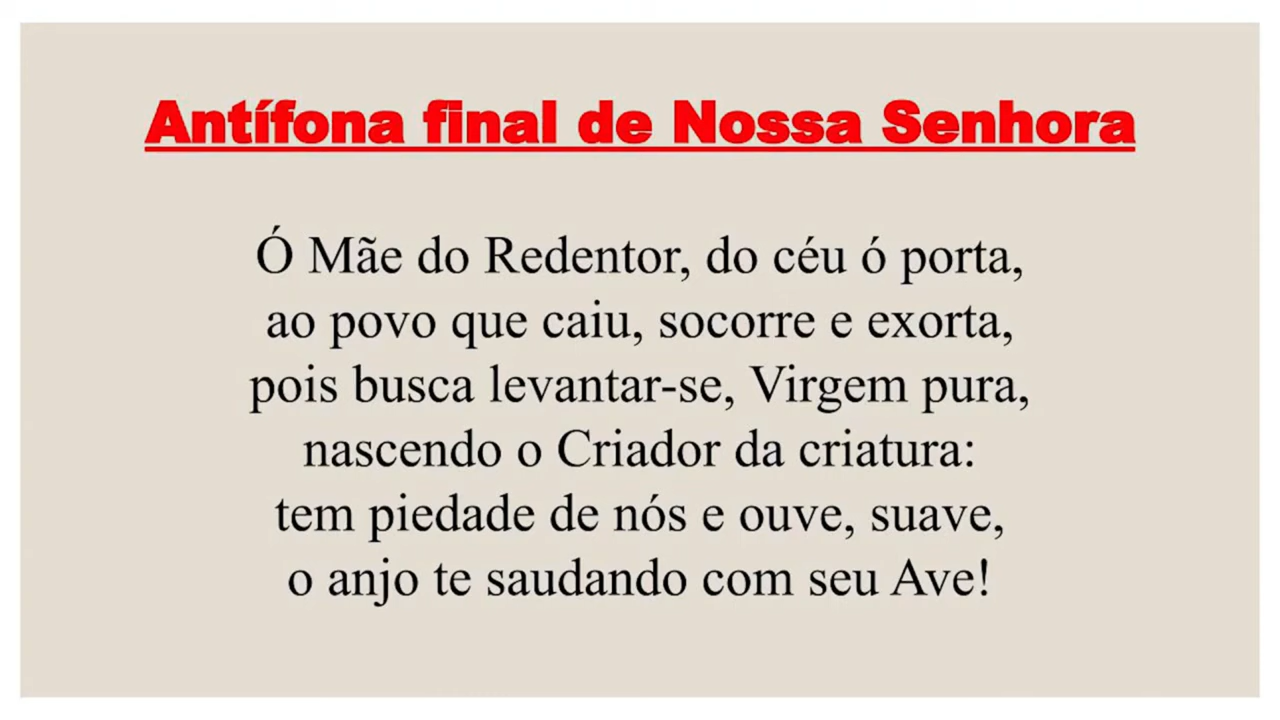 Antífona final de Nossa Senhora
Ó Mãe do Redentor, do céu ó porta,
ao povo que caiu, socorre e exorta,
pois busca levantar-se, Virgem pura,
nascendo o Criador da criatura:
tem piedade de nós e ouve, suave,
o anjo te saudando com seu Ave!